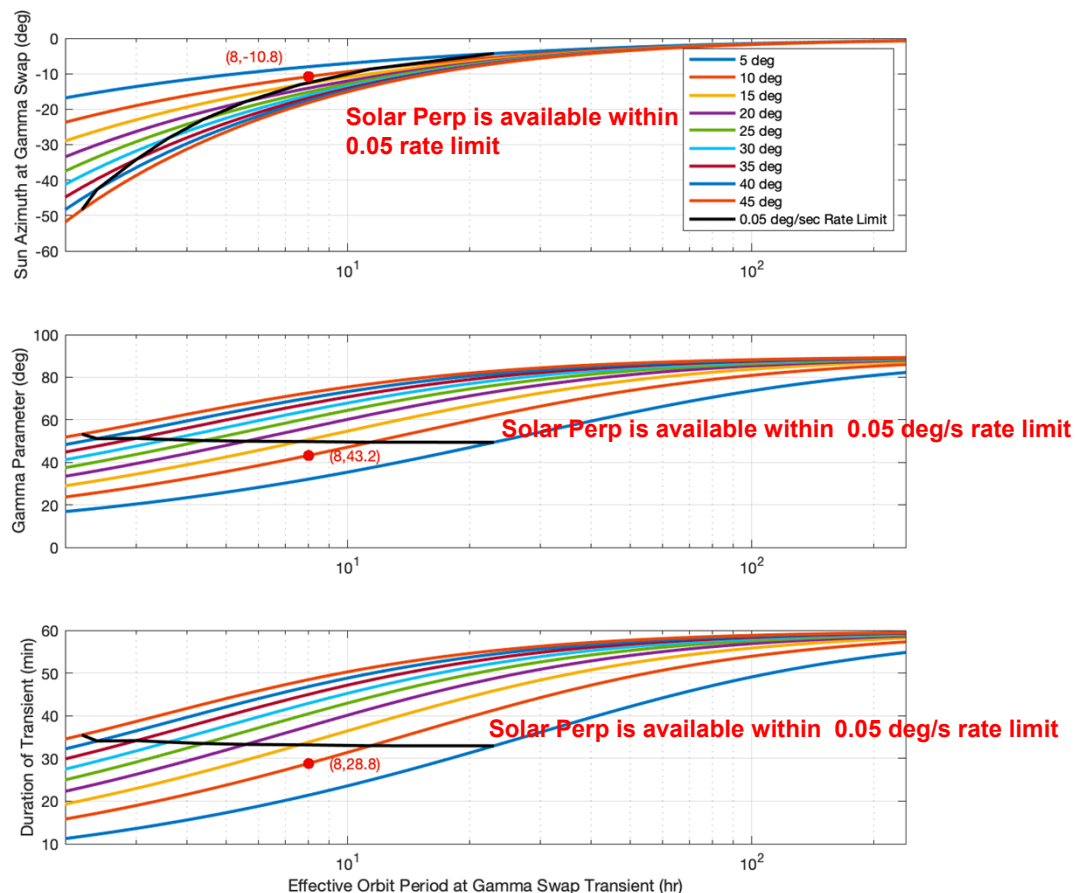 0
-10
-20
-30
-40
-50
-60
Sun Azimuth at Gamma Swap (deg)
(8,-10.8)
Solar Perp is available within
0.05 rate limit
5 deg
10 deg
15 deg
20 deg
25 deg
30 deg
35 deg
40 deg
45 deg
0.05 deg/sec Rate Limit
10¹
10²
100
80
60
40
20
0
Gamma Parameter (deg)
Solar Perp is available within  0.05 deg/s rate limit
(8,43.2)
10¹
10²
60
50
40
30
20
10
Duration of Transient (min)
Solar Perp is available within  0.05 deg/s rate limit
(8,28.8)
10¹
10²
Effective Orbit Period at Gamma Swap Transient (hr)